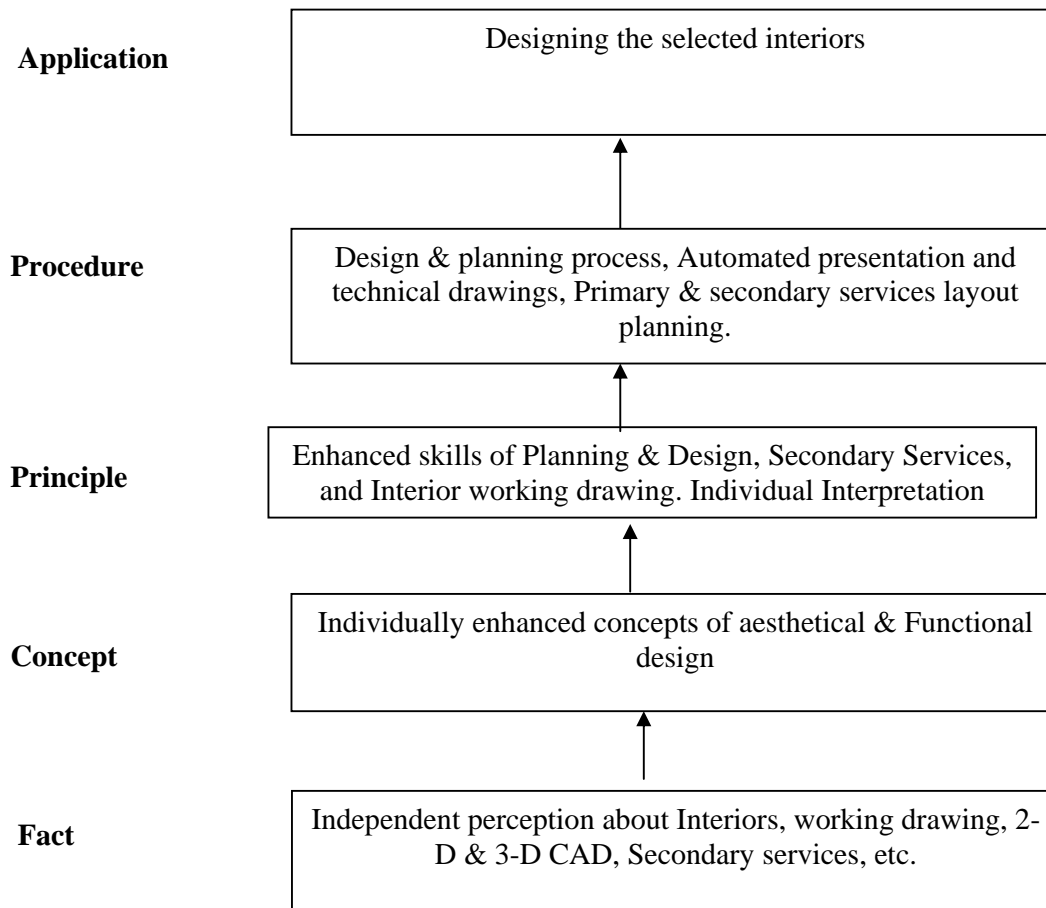 Application
Designing the selected interiors
Procedure
Design & planning process, Automated presentation and
technical drawings, Primary & secondary services layout
planning.
Principle
Enhanced skills of Planning & Design, Secondary Services,
and Interior working drawing. Individual Interpretation
Concept
Individually enhanced concepts of aesthetical & Functional
design
Fact
Independent perception about Interiors, working drawing, 2-
D & 3-D CAD, Secondary services, etc.